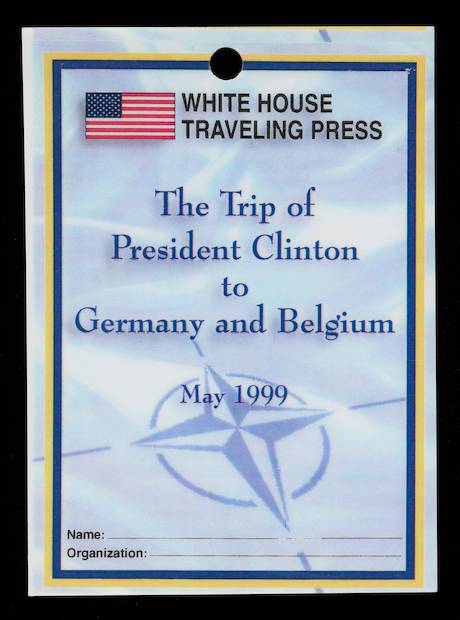 WHITE HOUSE
TRAVELING PRESS
The Trip of
President Clinton
to
Germany and Belgium
May 1999
Name:
Organization: